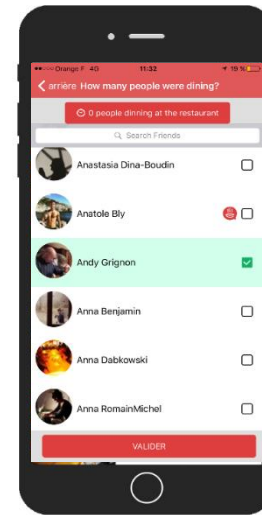 Orange F 4G 11:32 19 %
arrière How many people were dining?
0 people dinning at the restaurant
Search Friends
Anastasia Dina-Boudin
Anatole Bly
Andy Grignon
Anna Benjamin
Anna Dabkowski
Anna RomainMichel
VALIDER